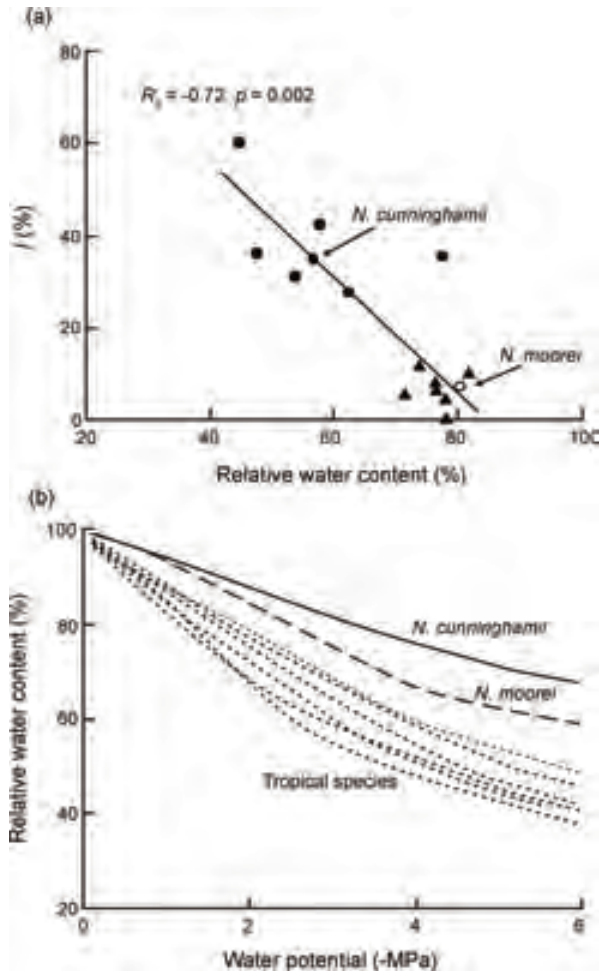 (a)
80
Rs = -0.72 p = 0.002
60
N. cunninghamii
40
I (%)
20
N. moorei
0
20 40 60 80 100
Relative water content (%)
(b)
100
N. cunninghamii
80
N. moorei
Relative water content (%)
60
Tropical species
40
20
0 2 4 6
Water potential (-MPa)